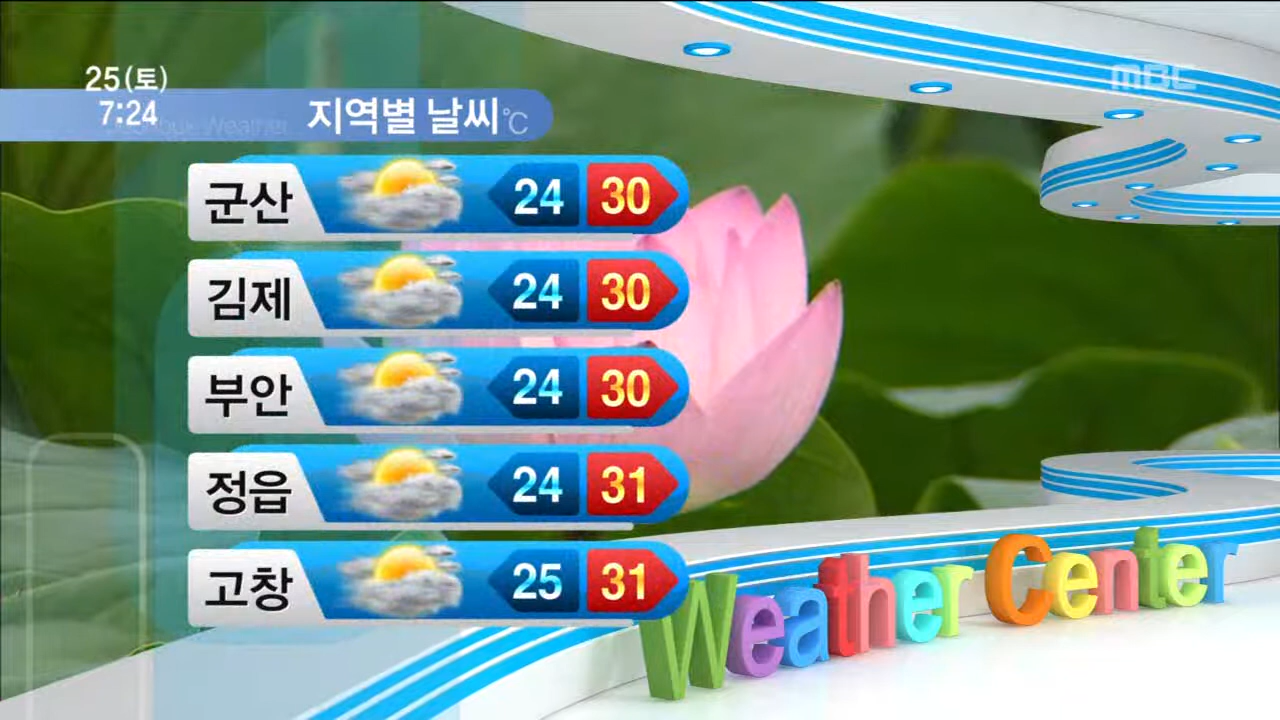 25(토)
7:24
지역별 날씨 ℃
MBC
군산 24 30
김제 24 30
부안 24 30
정읍 24 31
고창 25 31
Weather Center